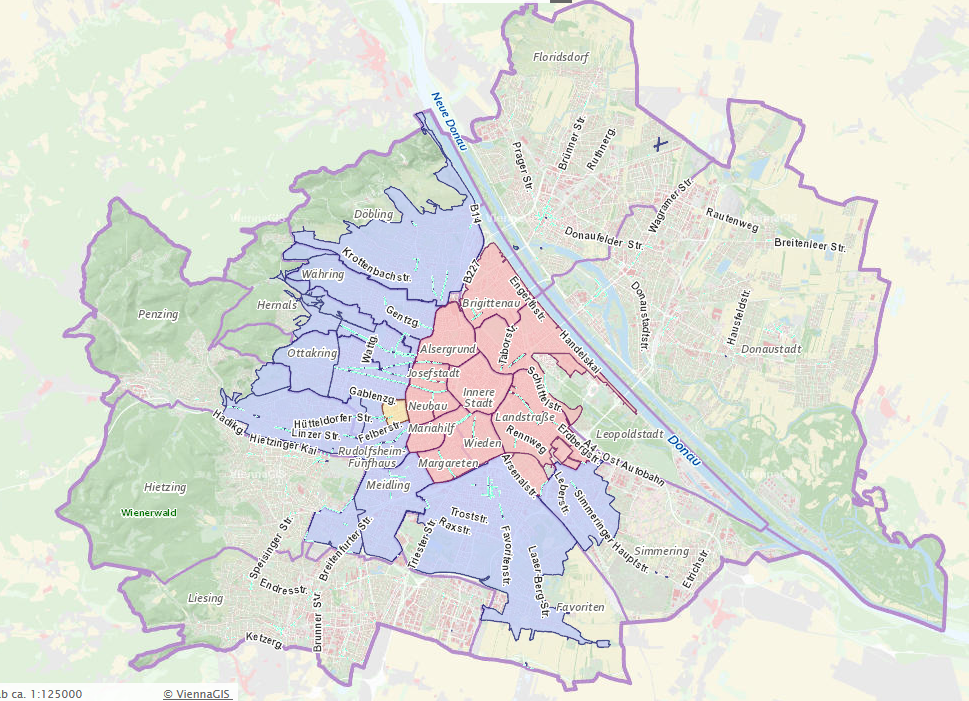 Floridsdorf
Neue Donau
Prager Str.
Brünner Str.
Ruthnerg.
Wagramer-Str.
Rautenweg
Breitenleer Str.
Donaufelder Str.
Döbling
B14
B227
Krottenbachstr.
Währing
Gentzg.
Hernals
Penzing
Ottakring
Wattg.
Brigittenau
Engerthstr.
Handelskai
Taborstr.
Donaustadtstr.
Hausfeldstr.
Donaustadt
Alsergrund
Josefstadt
Schüttelstr.
Innere
Stadt
Neubau
Gablenzg.
Landstraße
Hadikg.
Hütteldorfer Str.
Linzer Str.
Felberstr.
Hietzinger Kai
Mariahilf
Wieden
Rennweg
Erdbergstr.
A4:-Ost Autobahn
Leopoldstadt
Donau
Rudolfsheim-
Fünfhaus
Margareten
Meidling
Arsenalstr.
Leberstr.
Simmeringer Hauptstr.
Hietzing
Wienerwald
Speisinger Str.
Breitenfurter Str.
Triester-Str.
Troststr.
Raxstr.
Favoritenstr.
Laaer-Berg-Str.
Simmering
Etrichstr.
Favoriten
Liesing
Endresstr.
Brunner Str.
Ketzerg.
b ca. 1:125000
© ViennaGIS